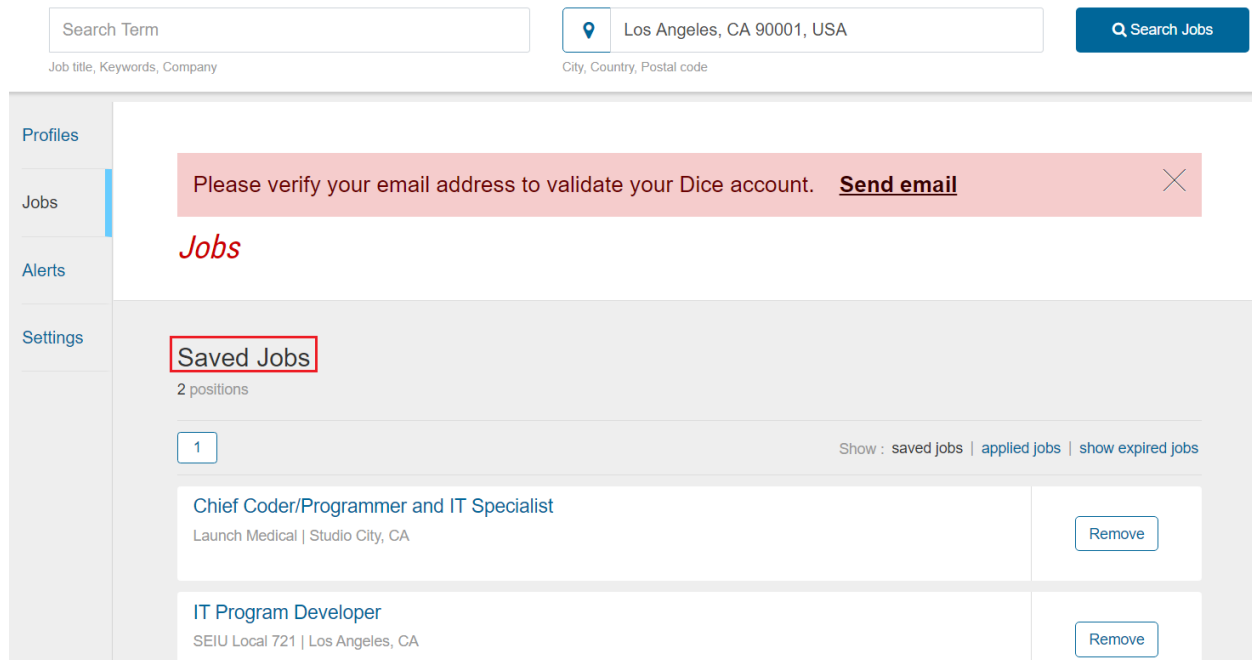 Search Term
Los Angeles, CA 90001, USA
Search Jobs
Job title, Keywords, Company
City, Country, Postal code
Profiles
Jobs
Alerts
Settings
Please verify your email address to validate your Dice account. Send email
Jobs
Saved Jobs
2 positions
1
Show : saved jobs | applied jobs | show expired jobs
Chief Coder/Programmer and IT Specialist
Launch Medical | Studio City, CA
Remove
IT Program Developer
SEIU Local 721 | Los Angeles, CA
Remove